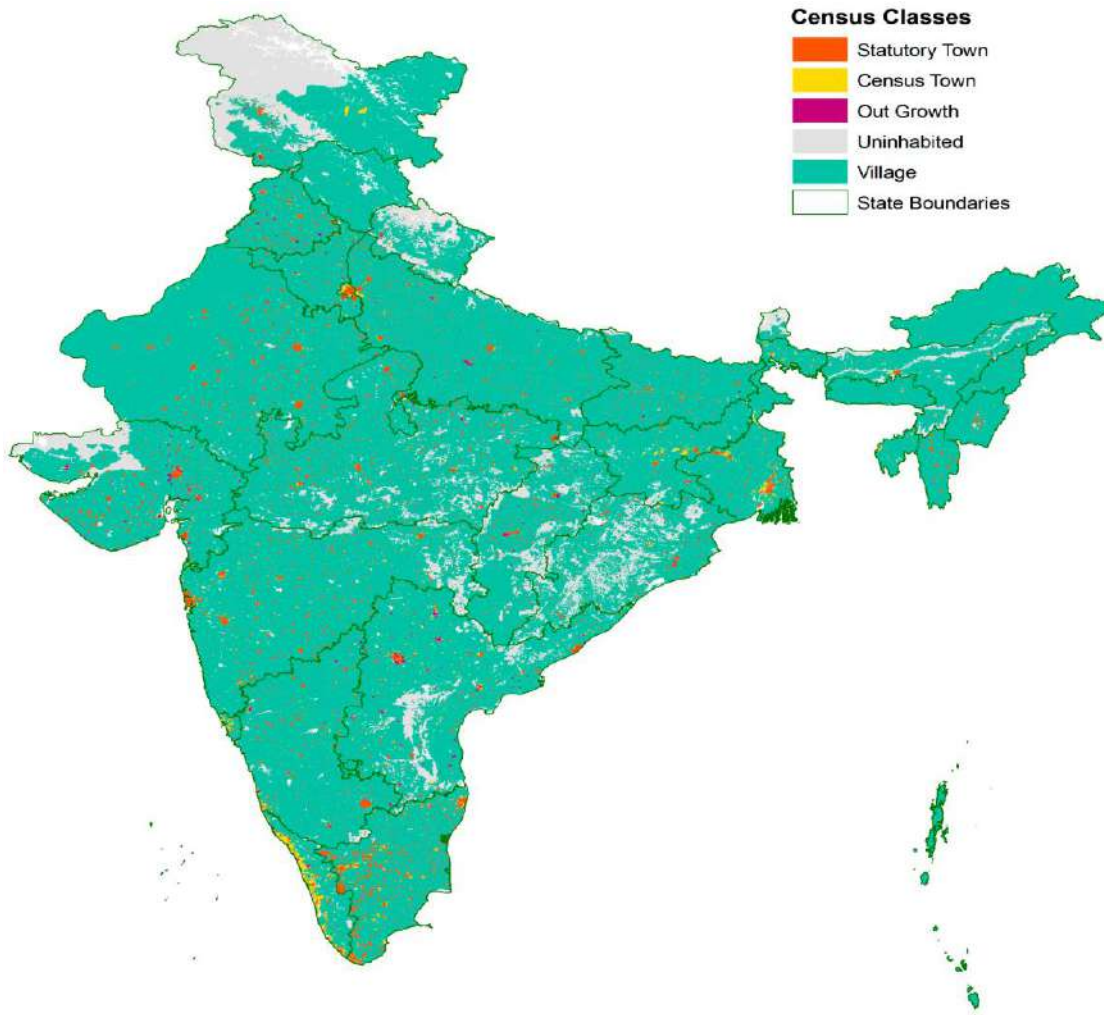 Census Classes
Statutory Town
Census Town
Out Growth
Uninhabited
Village
State Boundaries